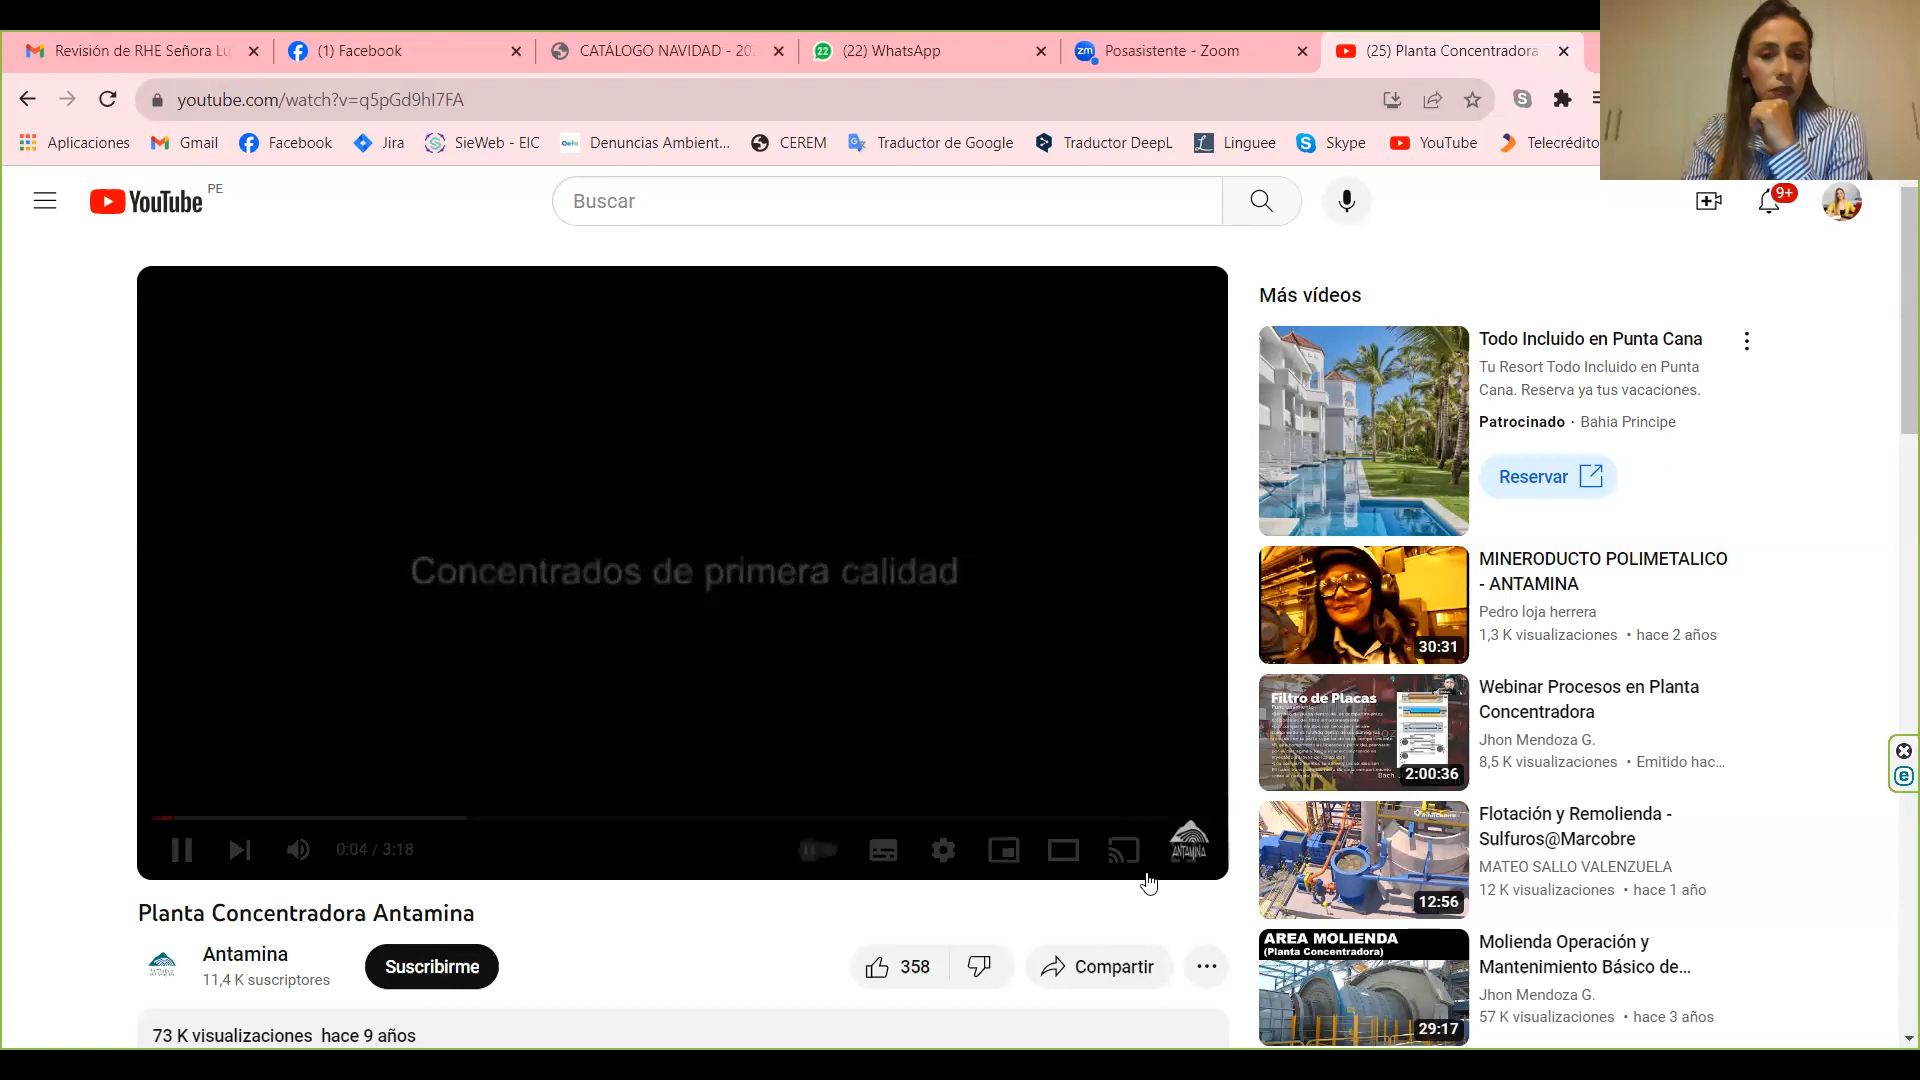 Revisión de RHE Señora Lu
(1) Facebook
CATÁLOGO NAVIDAD - 20
22
(22) WhatsApp
zm
Posasistente - Zoom
(25) Planta Concentradora
youtube.com/watch?v=q5pGd9hI7FA
Aplicaciones
Gmail
Facebook
Jira
SieWeb - EIC
Denuncias Ambient...
CEREM
Traductor de Google
Traductor DeepL
Linguee
Skype
YouTube
Telecrédito
YouTube PE
Buscar
9+
Concentrados de primera calidad
0:04 / 3:18
ANTAMINA
Planta Concentradora Antamina
Antamina
11,4 K suscriptores
Suscribirme
358
Compartir
73 K visualizaciones hace 9 años
Más vídeos
Todo Incluido en Punta Cana
Tu Resort Todo Incluido en Punta
Cana. Reserva ya tus vacaciones.
Patrocinado · Bahia Principe
Reservar
30:31
MINERODUCTO POLIMETALICO
- ANTAMINA
Pedro loja herrera
1,3 K visualizaciones • hace 2 años
Filtro de Placas
2:00:36
Webinar Procesos en Planta
Concentradora
Jhon Mendoza G.
8,5 K visualizaciones • Emitido hac...
12:56
Flotación y Remolienda -
Sulfuros@Marcobre
MATEO SALLO VALENZUELA
12 K visualizaciones • hace 1 año
AREA MOLIENDA
(Planta Concentradora)
29:17
Molienda Operación y
Mantenimiento Básico de...
Jhon Mendoza G.
57 K visualizaciones • hace 3 años